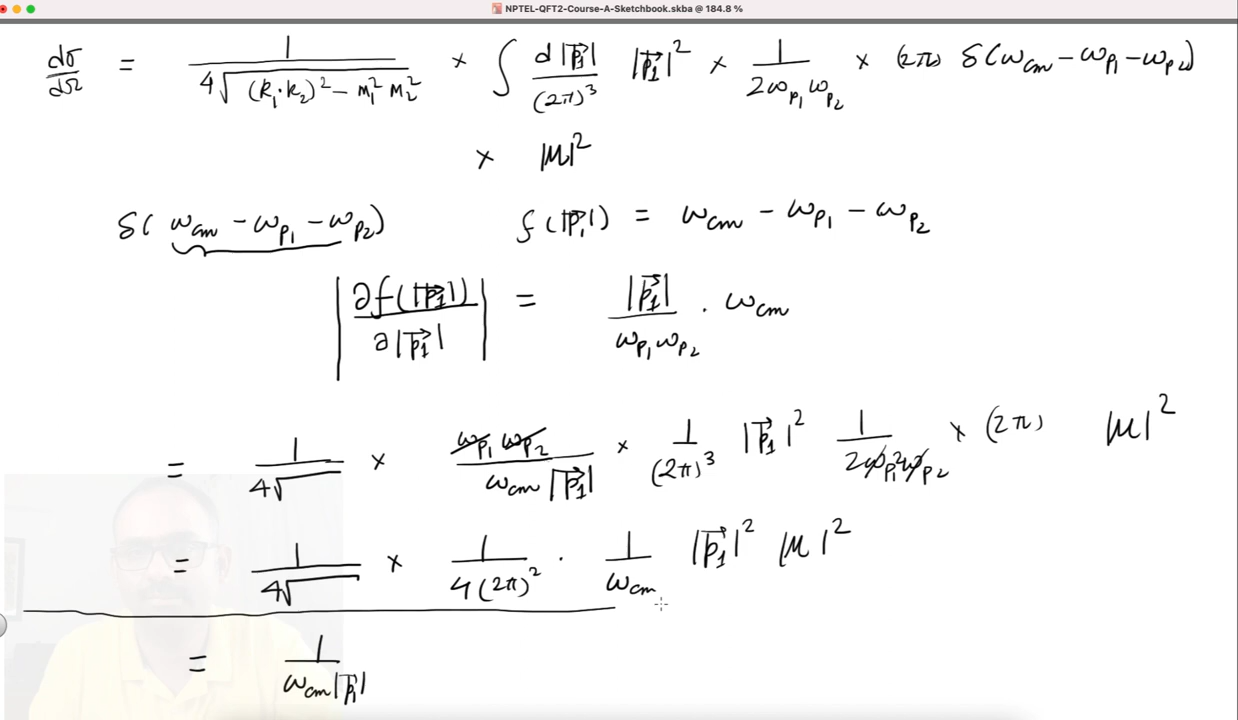 NPTEL-QFT2-Course-A-Sketchbook.skba @ 184.8 %
dσ/dΩ = 1/(4√((k₁·k₂)² − m₁² m₂²)) × ∫ d|p⃗₁|/(2π)³ |p⃗₁|² × 1/(2ω_{p₁} ω_{p₂}) × (2π) δ(ω_{cm} − ω_{p₁} − ω_{p₂})
× |M|²
δ(ω_{cm} − ω_{p₁} − ω_{p₂}) f(|p⃗₁|) = ω_{cm} − ω_{p₁} − ω_{p₂}
|∂f(|p⃗₁|)/∂|p⃗₁|| = |p⃗₁|/(ω_{p₁} ω_{p₂}) · ω_{cm}
= 1/(4√) × ω_{p₁} ω_{p₂}/(ω_{cm} |p⃗₁|) × 1/(2π)³ |p⃗₁|² 1/(2ω_{p₁} 2ω_{p₂}) × (2π) |M|²
= 1/(4√) × 1/(4(2π)²) · 1/ω_{cm} |p⃗₁|² |M|²
= 1/(ω_{cm} |p⃗₁|)